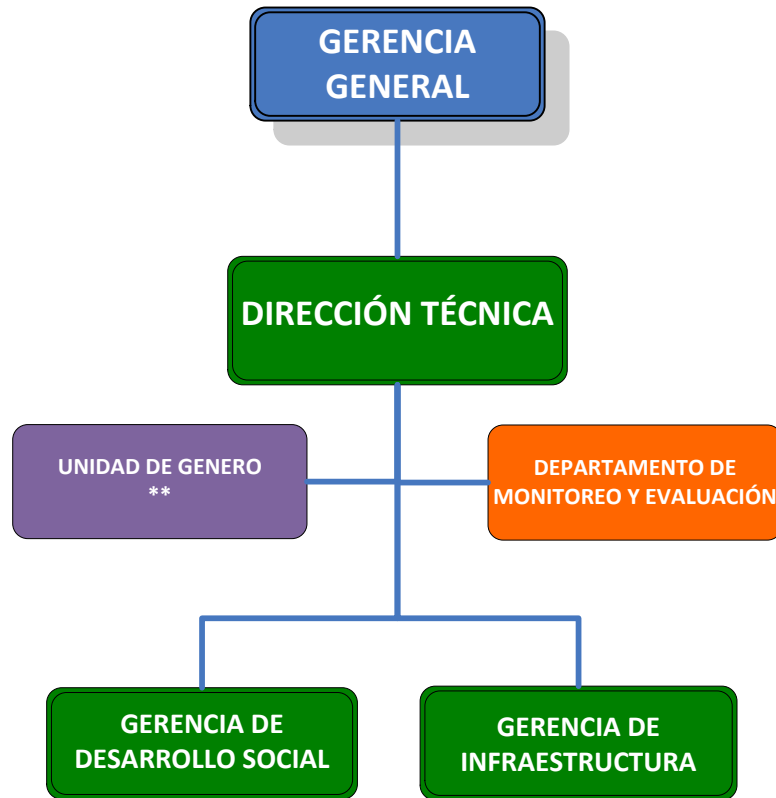 GERENCIA
GENERAL
DIRECCIÓN TÉCNICA
UNIDAD DE GENERO
**
DEPARTAMENTO DE
MONITOREO Y EVALUACIÓN
GERENCIA DE
DESARROLLO SOCIAL
GERENCIA DE
INFRAESTRUCTURA